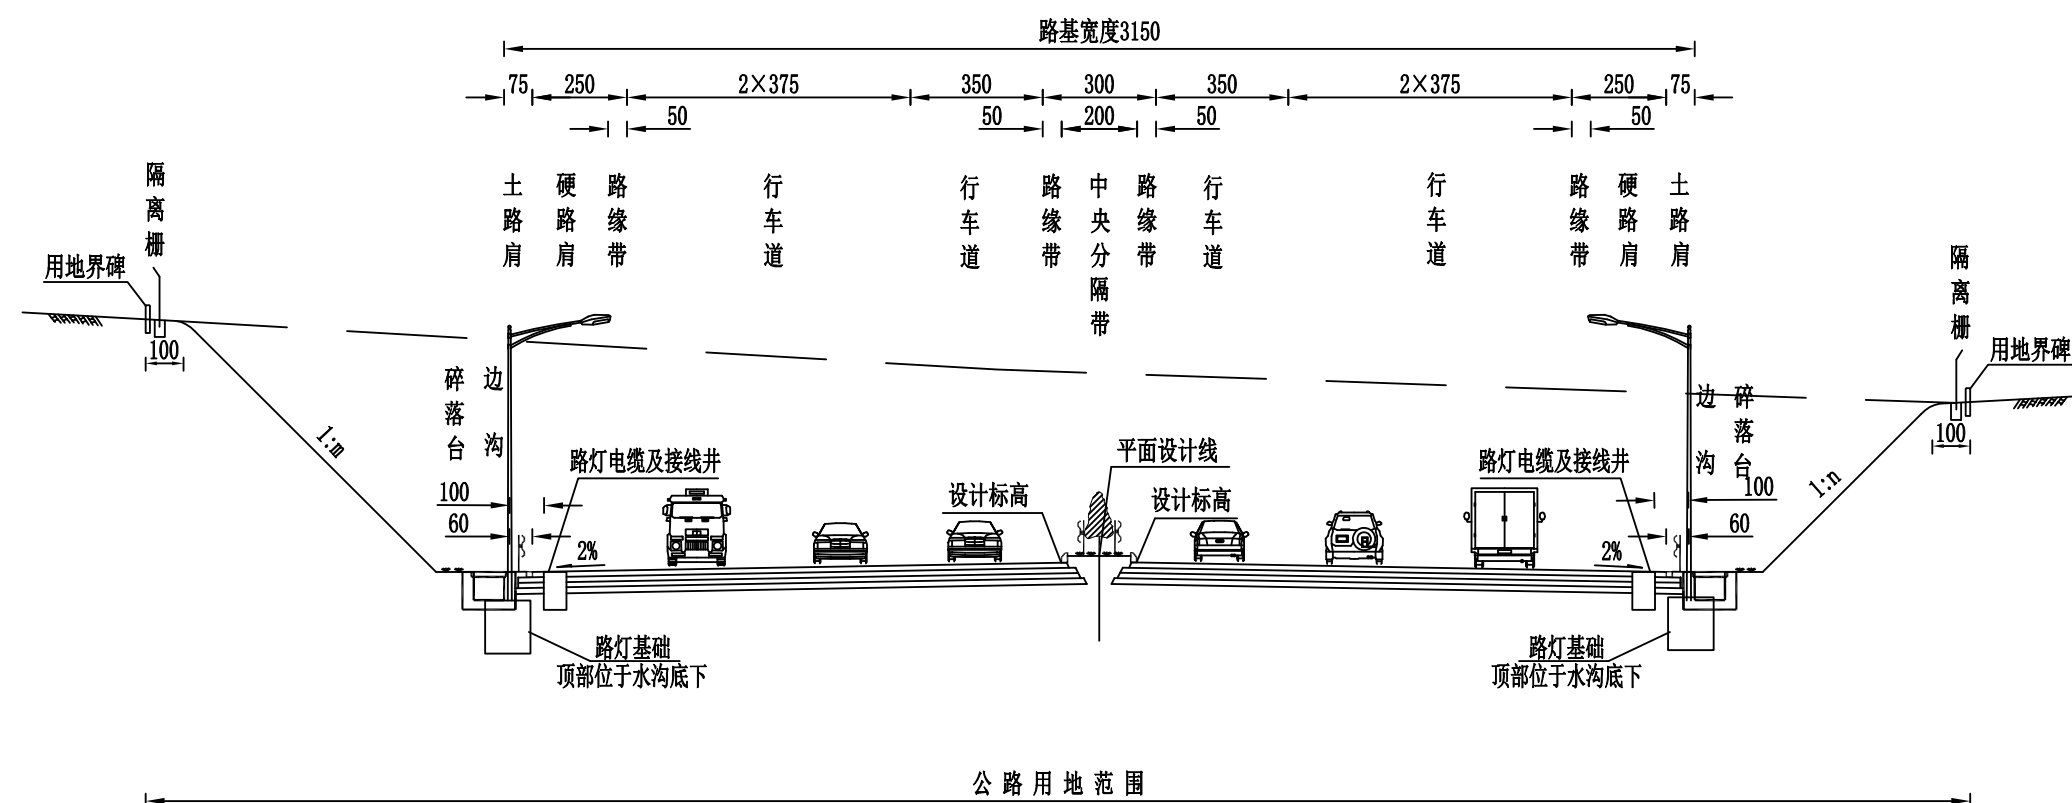 路基宽度3150
75 250 2×375 350 300 350 2×375 250 75
50 50 200 50 50
隔离栅
土路肩
硬路肩
路缘带
行车道
行车道
路缘带
中央分隔带
路缘带
行车道
行车道
路缘带
硬路肩
土路肩
隔离栅
用地界碑
用地界碑
100
100
碎落台
边沟
边沟
碎落台
1:m
1:n
路灯电缆及接线井
平面设计线
路灯电缆及接线井
设计标高
设计标高
100
100
60
60
2%
2%
路灯基础
顶部位于水沟底下
路灯基础
顶部位于水沟底下
公路用地范围